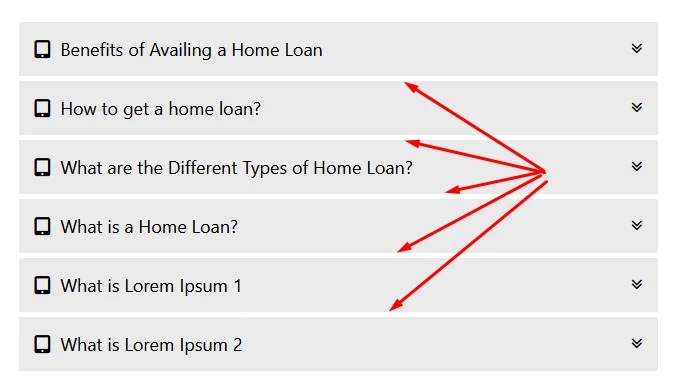 Benefits of Availing a Home Loan
How to get a home loan?
What are the Different Types of Home Loan?
What is a Home Loan?
What is Lorem Ipsum 1
What is Lorem Ipsum 2